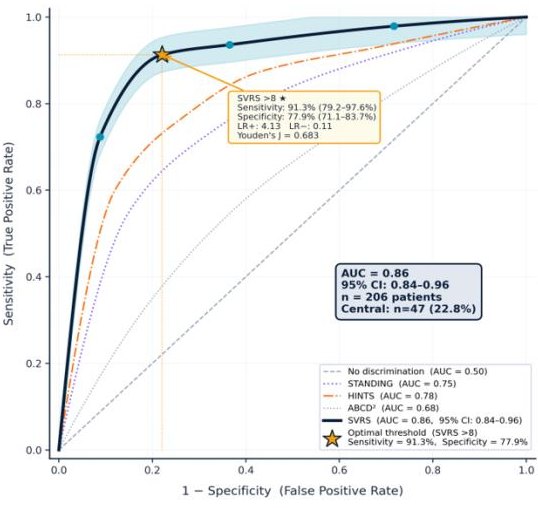 1.0
0.8
0.6
0.4
0.2
0.0
Sensitivity (True Positive Rate)
SVRS >8 ★
Sensitivity: 91.3% (79.2–97.6%)
Specificity: 77.9% (71.1–83.7%)
LR+: 4.13 LR−: 0.11
Youden's J = 0.683
AUC = 0.86
95% CI: 0.84–0.96
n = 206 patients
Central: n=47 (22.8%)
No discrimination (AUC = 0.50)
STANDING (AUC = 0.75)
HINTS (AUC = 0.78)
ABCD² (AUC = 0.68)
SVRS (AUC = 0.86, 95% CI: 0.84–0.96)
Optimal threshold (SVRS >8)
Sensitivity = 91.3%, Specificity = 77.9%
0.0 0.2 0.4 0.6 0.8 1.0
1 − Specificity (False Positive Rate)